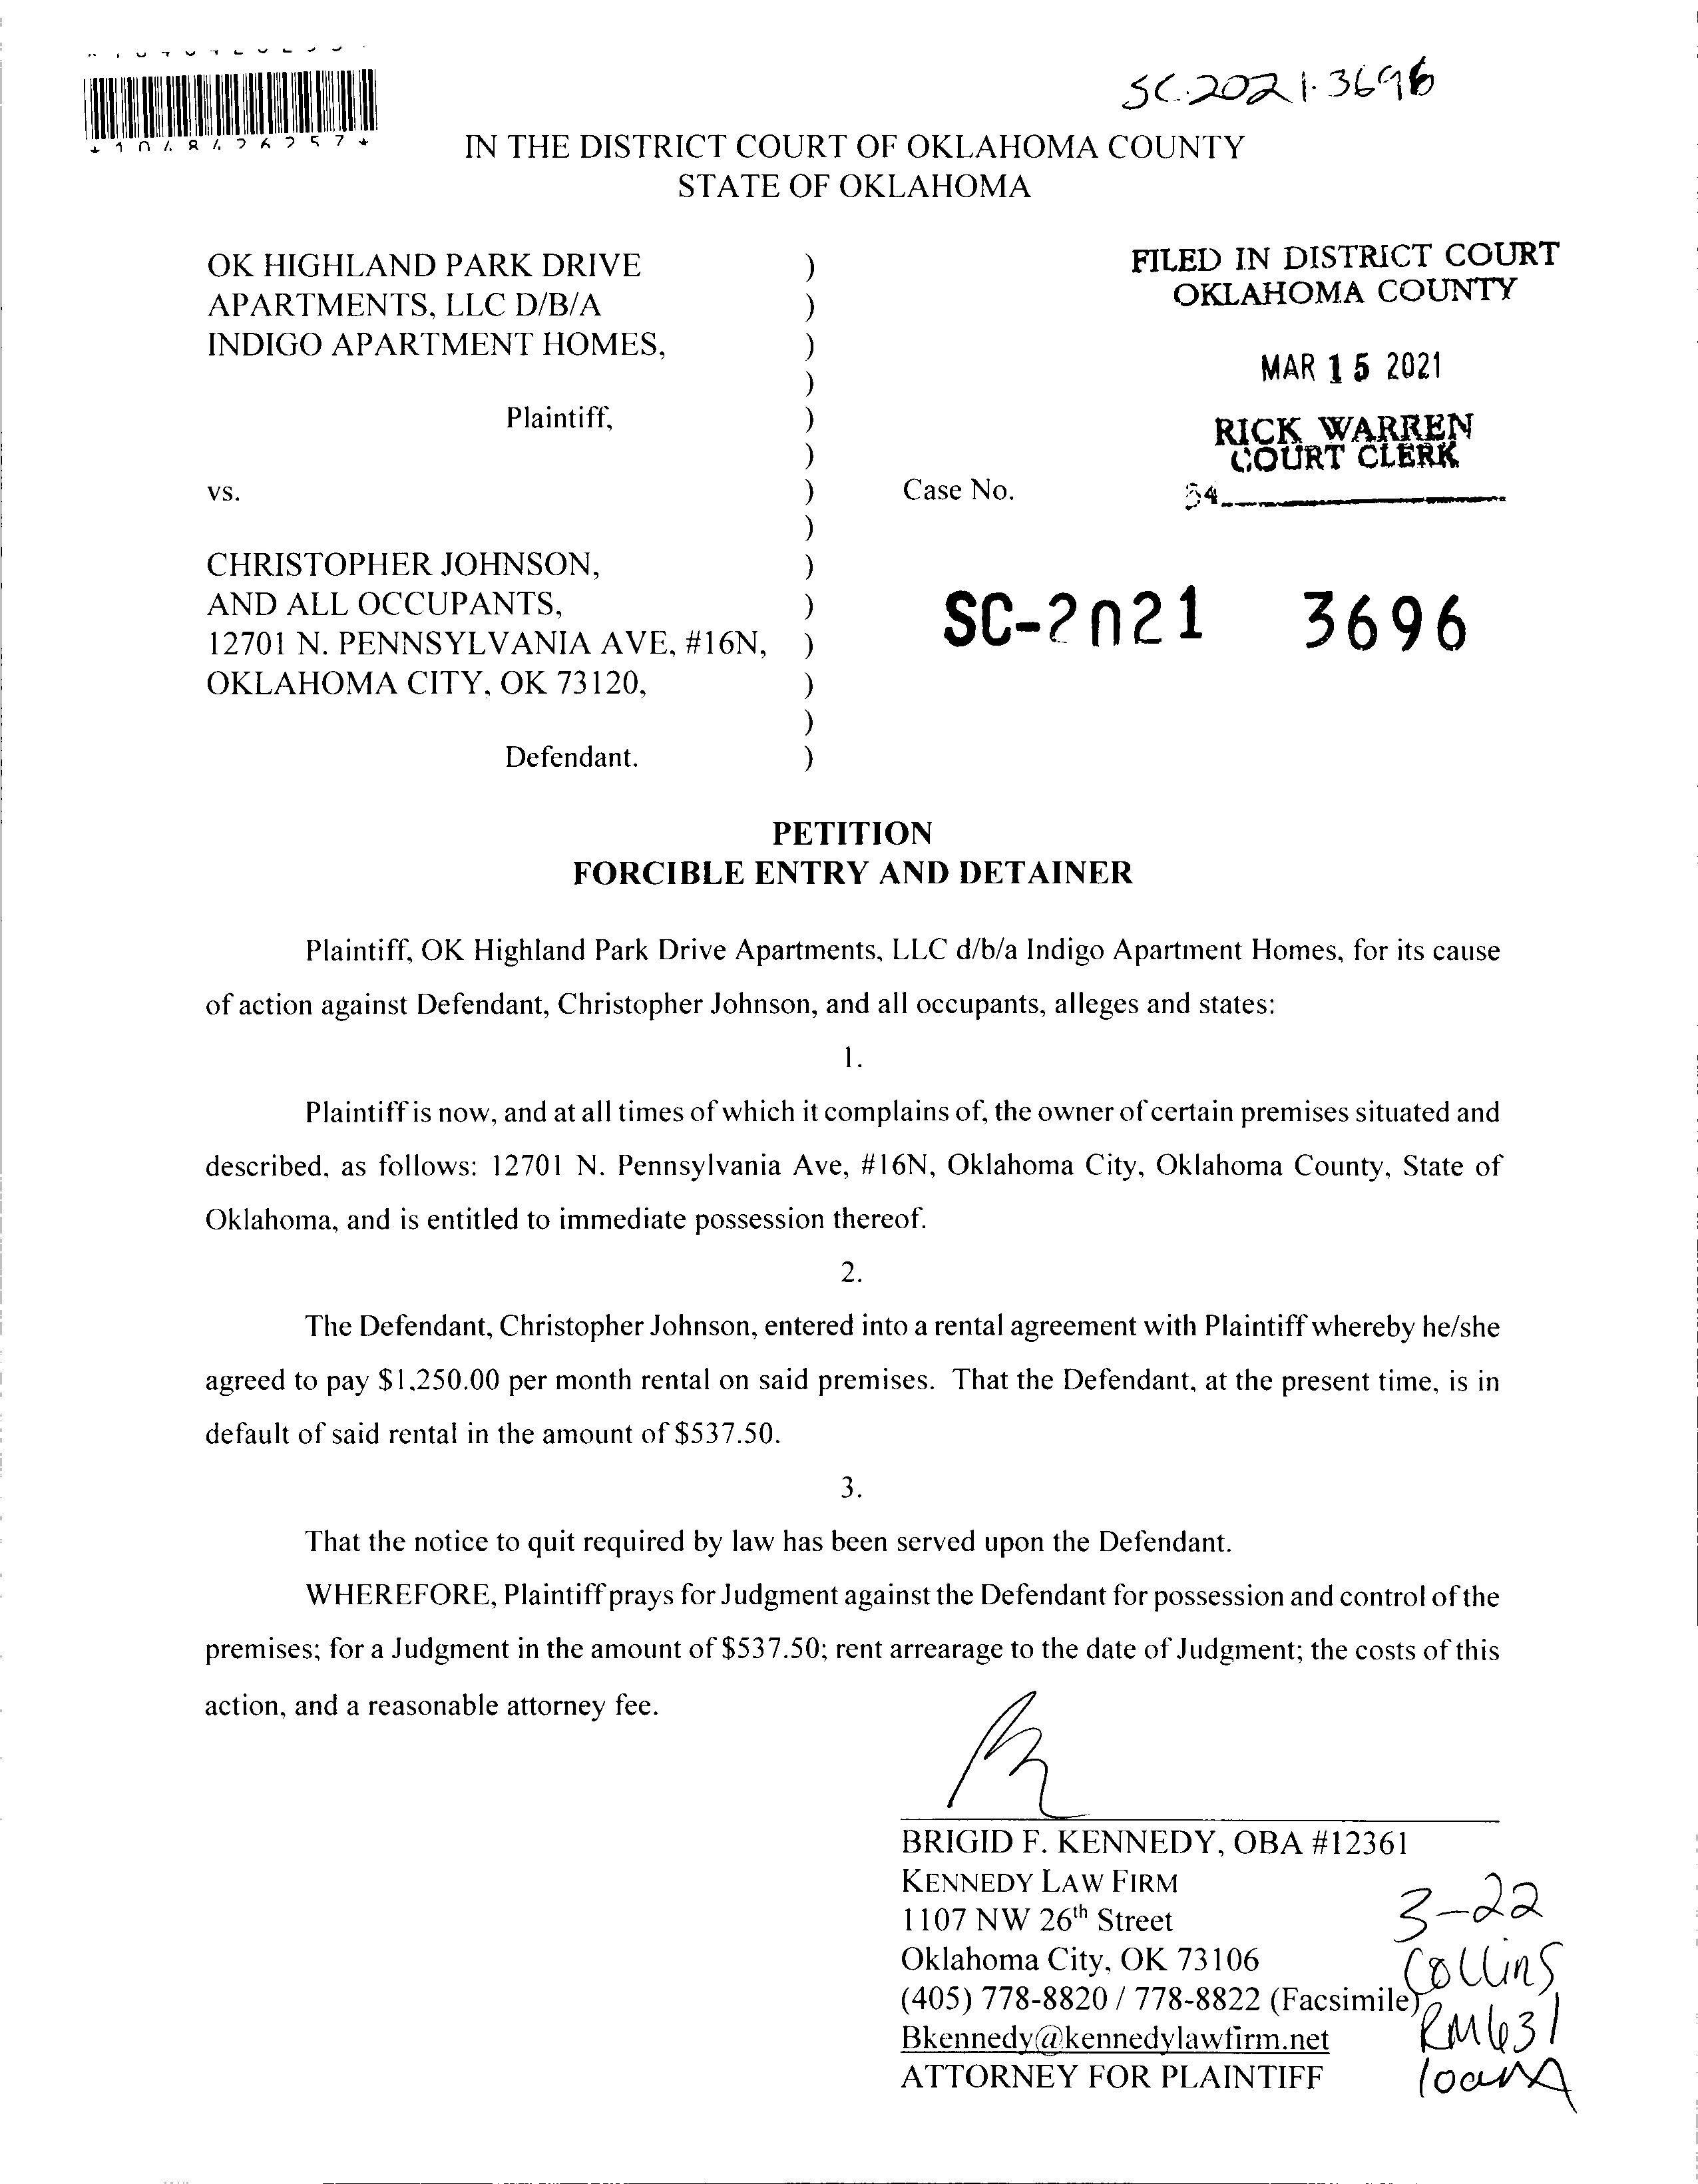 SC-2021-3696
IN THE DISTRICT COURT OF OKLAHOMA COUNTY
STATE OF OKLAHOMA
OK HIGHLAND PARK DRIVE )
APARTMENTS, LLC D/B/A )
INDIGO APARTMENT HOMES, )
)
Plaintiff, )
)
vs. ) Case No.
)
CHRISTOPHER JOHNSON, )
AND ALL OCCUPANTS, )
12701 N. PENNSYLVANIA AVE, #16N, )
OKLAHOMA CITY, OK 73120, )
)
Defendant. )
FILED IN DISTRICT COURT
OKLAHOMA COUNTY
MAR 15 2021
RICK WARREN
COURT CLERK
SC-2021 3696
PETITION
FORCIBLE ENTRY AND DETAINER
Plaintiff, OK Highland Park Drive Apartments, LLC d/b/a Indigo Apartment Homes, for its cause
of action against Defendant, Christopher Johnson, and all occupants, alleges and states:
1.
Plaintiff is now, and at all times of which it complains of, the owner of certain premises situated and
described, as follows: 12701 N. Pennsylvania Ave, #16N, Oklahoma City, Oklahoma County, State of
Oklahoma, and is entitled to immediate possession thereof.
2.
The Defendant, Christopher Johnson, entered into a rental agreement with Plaintiff whereby he/she
agreed to pay $1,250.00 per month rental on said premises. That the Defendant, at the present time, is in
default of said rental in the amount of $537.50.
3.
That the notice to quit required by law has been served upon the Defendant.
WHEREFORE, Plaintiff prays for Judgment against the Defendant for possession and control of the
premises; for a Judgment in the amount of $537.50; rent arrearage to the date of Judgment; the costs of this
action, and a reasonable attorney fee.
BRIGID F. KENNEDY, OBA #12361
KENNEDY LAW FIRM
1107 NW 26th Street
Oklahoma City, OK 73106
(405) 778-8820 / 778-8822 (Facsimile)
Bkennedy@kennedylawfirm.net
ATTORNEY FOR PLAINTIFF
3-22
Collins
RM631
10am